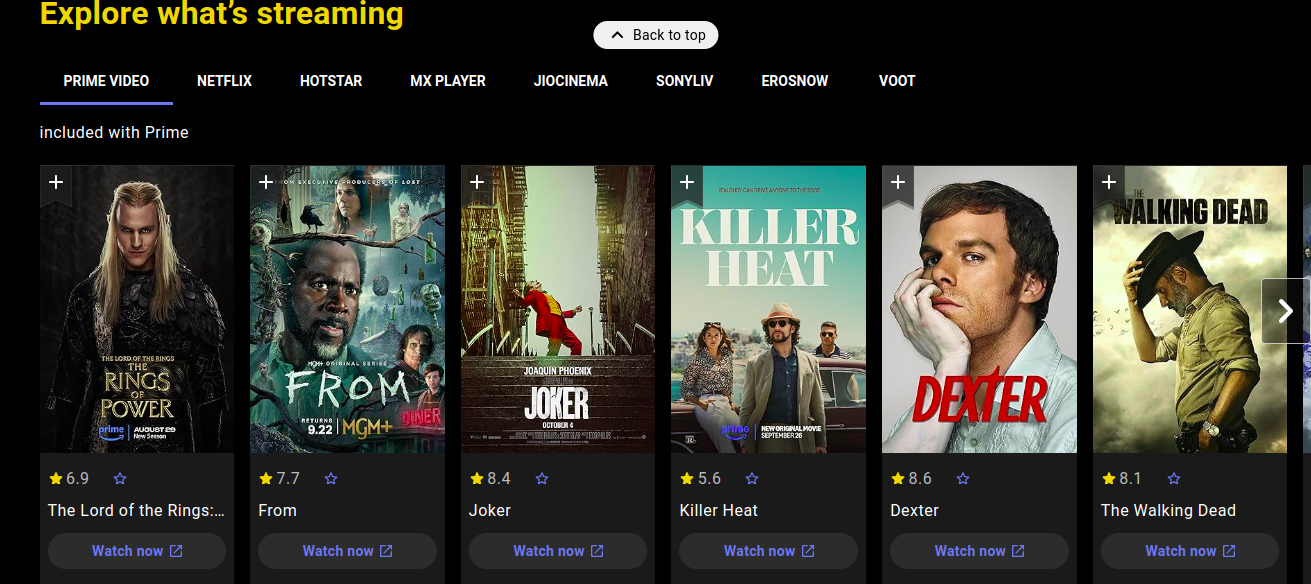 Explore what's streaming
Back to top
PRIME VIDEO NETFLIX HOTSTAR MX PLAYER JIOCINEMA SONYLIV EROSNOW VOOT
included with Prime
THE LORD OF THE RINGS
THE
RINGS
OF
POWER
prime AUGUST 29
New Season
FROM EXECUTIVE PRODUCERS OF LOST
MGM+ ORIGINAL SERIES
FROM
DINER
RETURNS
9.22 MGM+
JOAQUIN PHOENIX
JOKER
OCTOBER 4
JEALOUSY CAN DRIVE ANYONE TO THE EDGE
KILLER
HEAT
prime NEW ORIGINAL MOVIE
SEPTEMBER 26
DEXTER
THE
WALKING DEAD
6.9 7.7 8.4 5.6 8.6 8.1
The Lord of the Rings:... From Joker Killer Heat Dexter The Walking Dead
Watch now Watch now Watch now Watch now Watch now Watch now